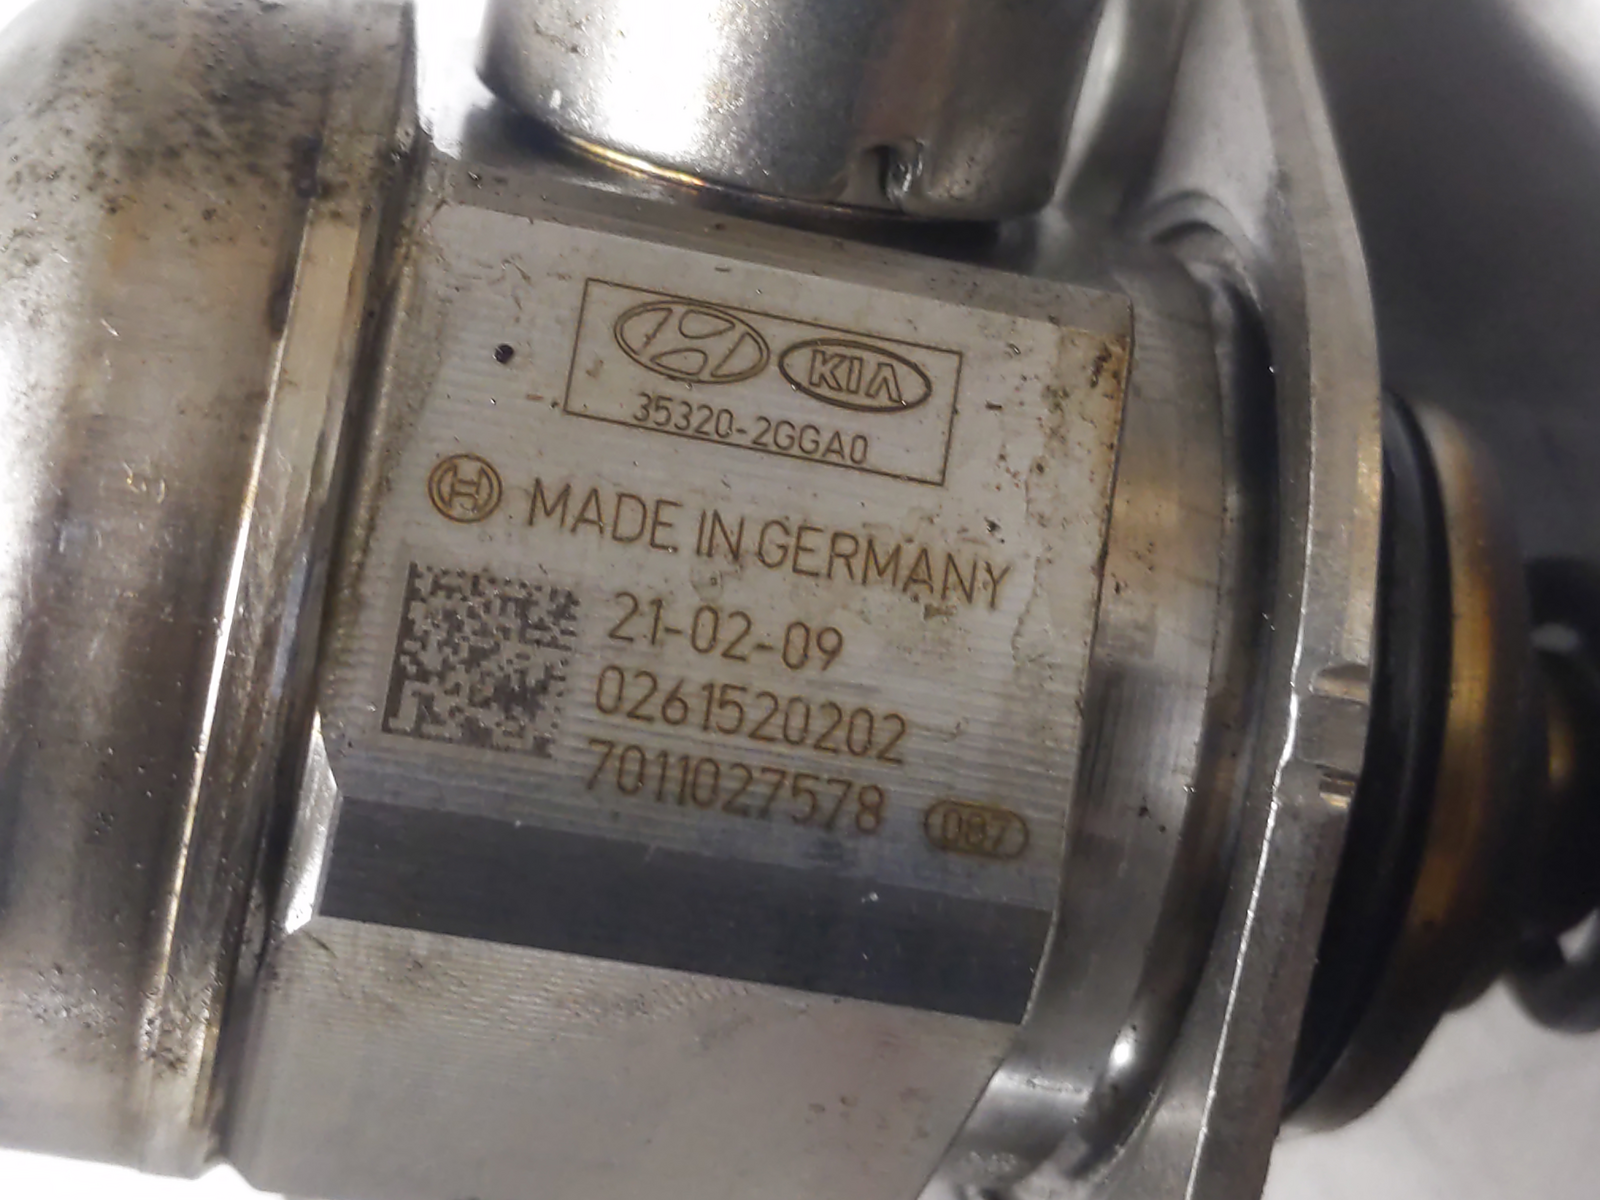 KIA
35320-2GGA0
MADE IN GERMANY
21-02-09
0261520202
7011027578 087